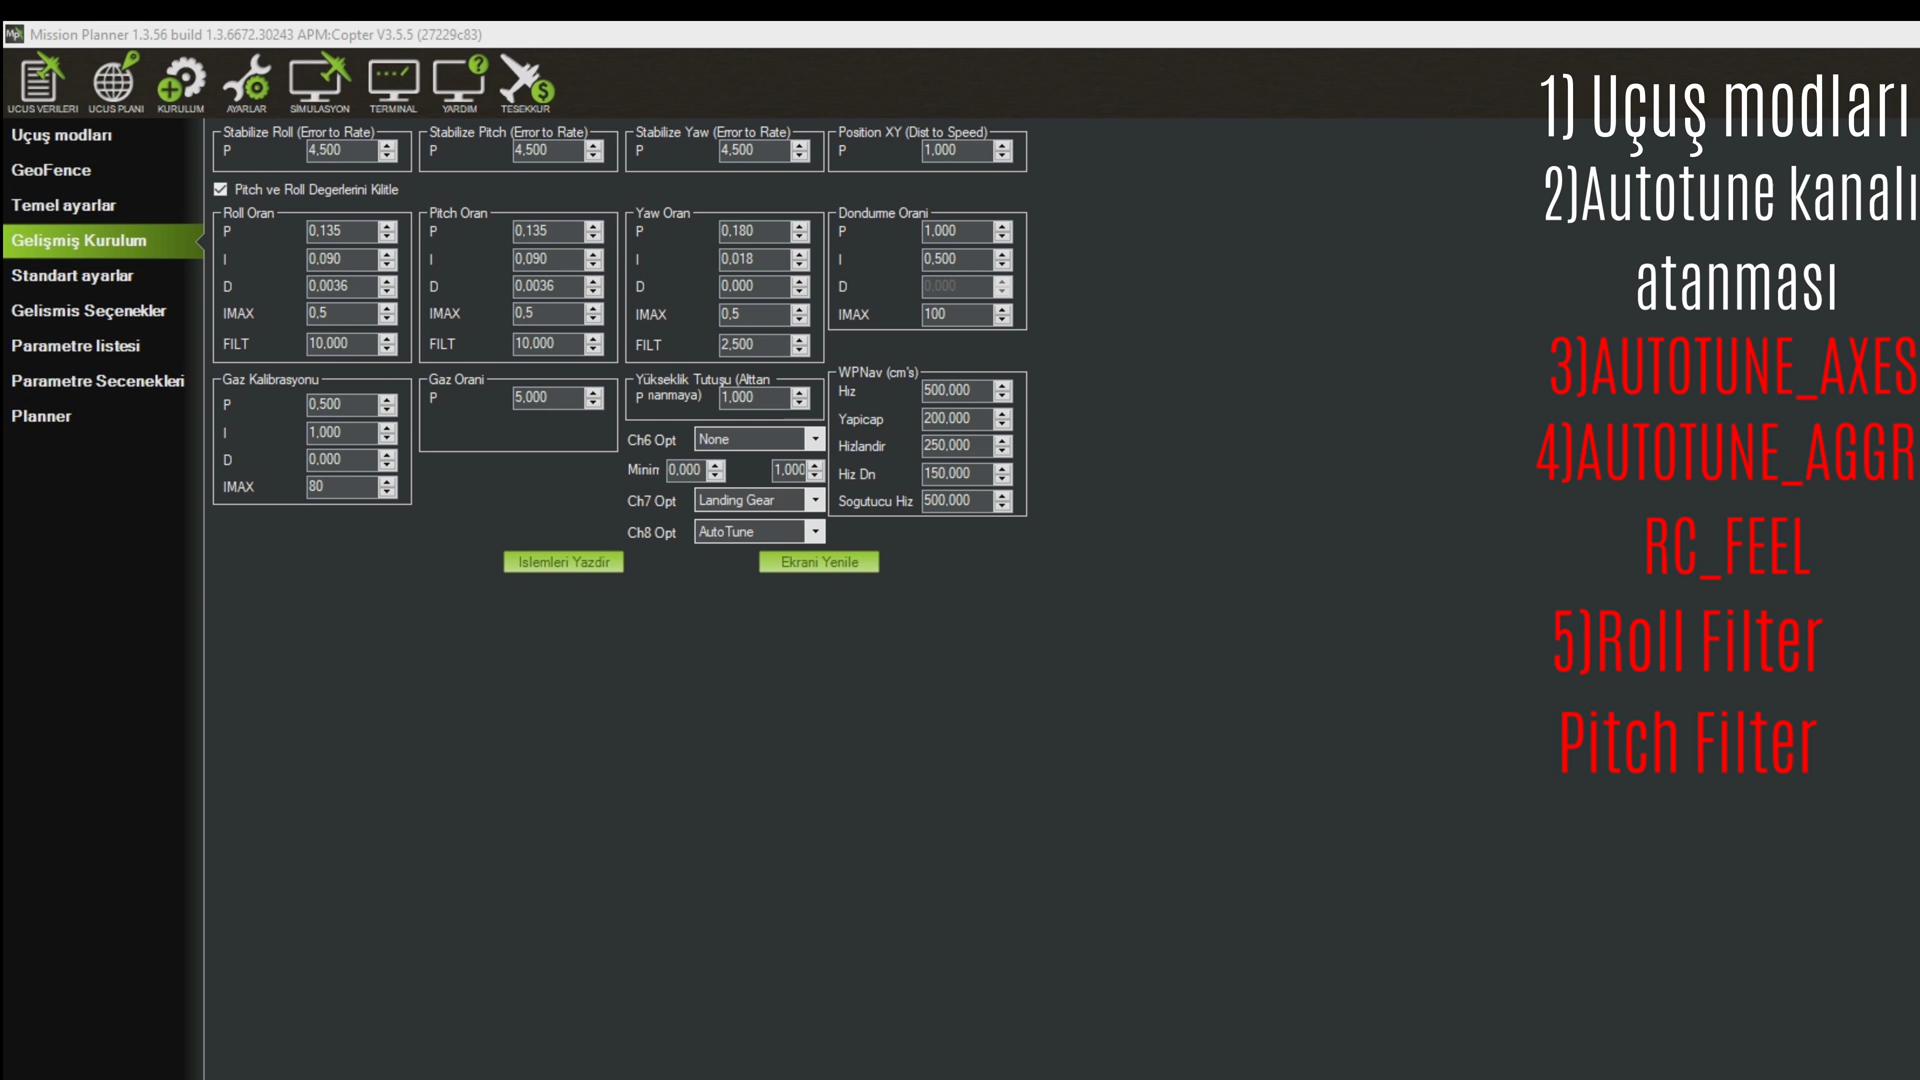 Mission Planner 1.3.56 build 1.3.6672.30243 APM:Copter V3.5.5 (27229c83)
UCUS VERILERI UCUS PLANI KURULUM AYARLAR SIMULASYON TERMINAL YARDIM TESEKKUR
Uçuş modları
GeoFence
Temel ayarlar
Gelişmiş Kurulum
Standart ayarlar
Gelismis Seçenekler
Parametre listesi
Parametre Secenekleri
Planner
Stabilize Roll (Error to Rate)
P 4,500
Stabilize Pitch (Error to Rate)
P 4,500
Stabilize Yaw (Error to Rate)
P 4,500
Position XY (Dist to Speed)
P 1,000
Pitch ve Roll Degerlerini Kilitle
Roll Oran
P 0,135
I 0,090
D 0,0036
IMAX 0,5
FILT 10,000
Pitch Oran
P 0,135
I 0,090
D 0,0036
IMAX 0,5
FILT 10,000
Yaw Oran
P 0,180
I 0,018
D 0,000
IMAX 0,5
FILT 2,500
Dondurme Orani
P 1,000
I 0,500
D 0,000
IMAX 100
Gaz Kalibrasyonu
P 0,500
I 1,000
D 0,000
IMAX 80
Gaz Orani
P 5,000
Yükseklik Tutuşu (Alttan
P nanmaya) 1,000
Ch6 Opt None
Minin 0,000 1,000
Ch7 Opt Landing Gear
Ch8 Opt AutoTune
WPNav (cm's)
Hız 500,000
Yapicap 200,000
Hizlandir 250,000
Hiz Dn 150,000
Sogutucu Hiz 500,000
Islemleri Yazdir
Ekrani Yenile
1) Uçuş modları
2)Autotune kanalı
atanması
3)AUTOTUNE_AXES
4)AUTOTUNE_AGGR
RC_FEEL
5)Roll Filter
Pitch Filter